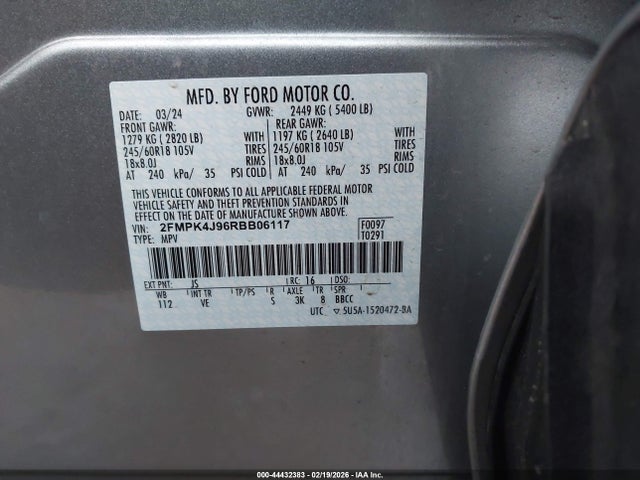 MFD. BY FORD MOTOR CO.
DATE: 03/24 GVWR: 2449 KG ( 5400 LB)
FRONT GAWR: REAR GAWR:
1279 KG ( 2820 LB) WITH 1197 KG ( 2640 LB) WITH
245/60R18 105V TIRES 245/60R18 105V TIRES
18x8.0J RIMS 18x8.0J RIMS
AT 240 kPa/ 35 PSI COLD AT 240 kPa/ 35 PSI COLD
THIS VEHICLE CONFORMS TO ALL APPLICABLE FEDERAL MOTOR
VEHICLE SAFETY AND THEFT PREVENTION STANDARDS IN
EFFECT ON THE DATE OF MANUFACTURE SHOWN ABOVE.
VIN: 2FMPK4J96RBB06117 F0097
TYPE: MPV T0291
EXT PNT: JS RC: 16 DSO:
WB INT TR TP/PS R AXLE TR SPR
112 VE S 3K 8 BBCC
UTC ▽ SU5A-1520472-BA
000-44432383 - 02/19/2026 - IAA Inc.